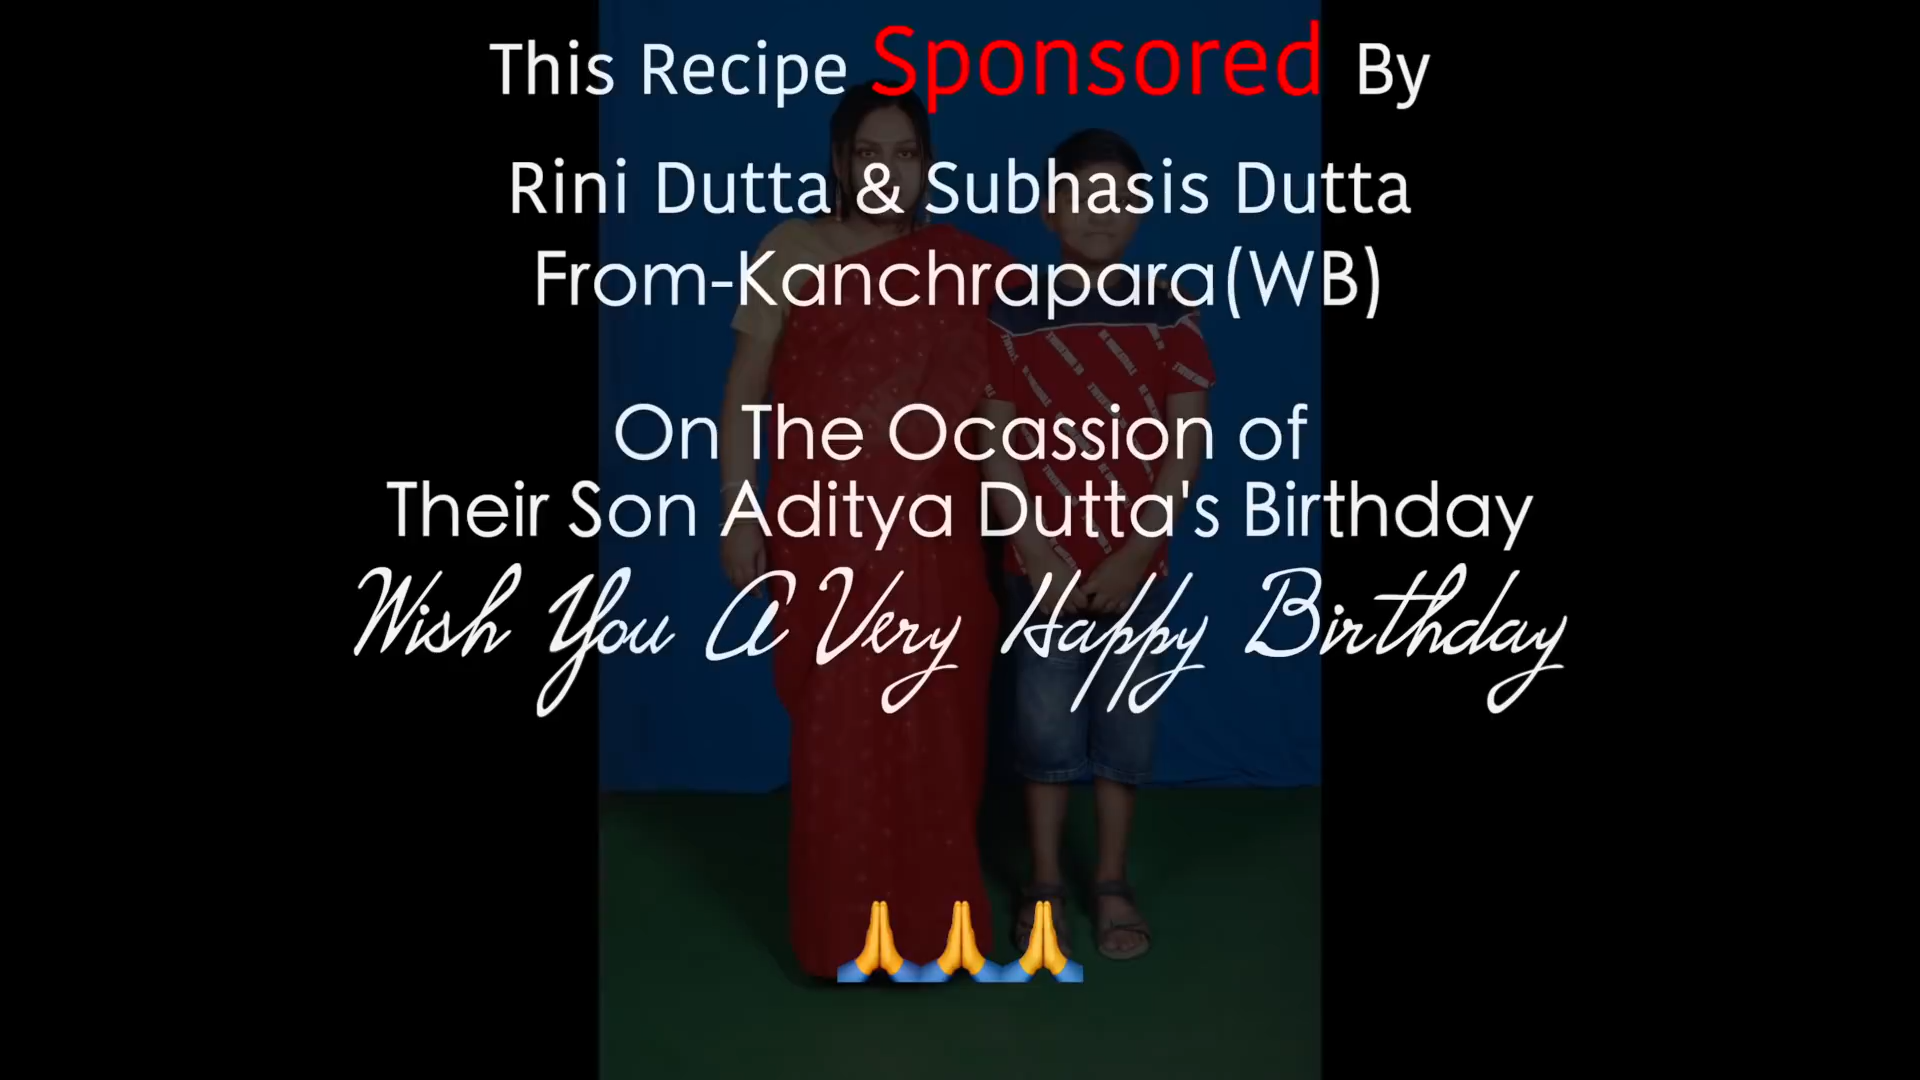 This Recipe Sponsored By
Rini Dutta & Subhasis Dutta
From-Kanchrapara(WB)
On The Ocassion of
Their Son Aditya Dutta's Birthday
Wish You A Very Happy Birthday
🙏🙏🙏